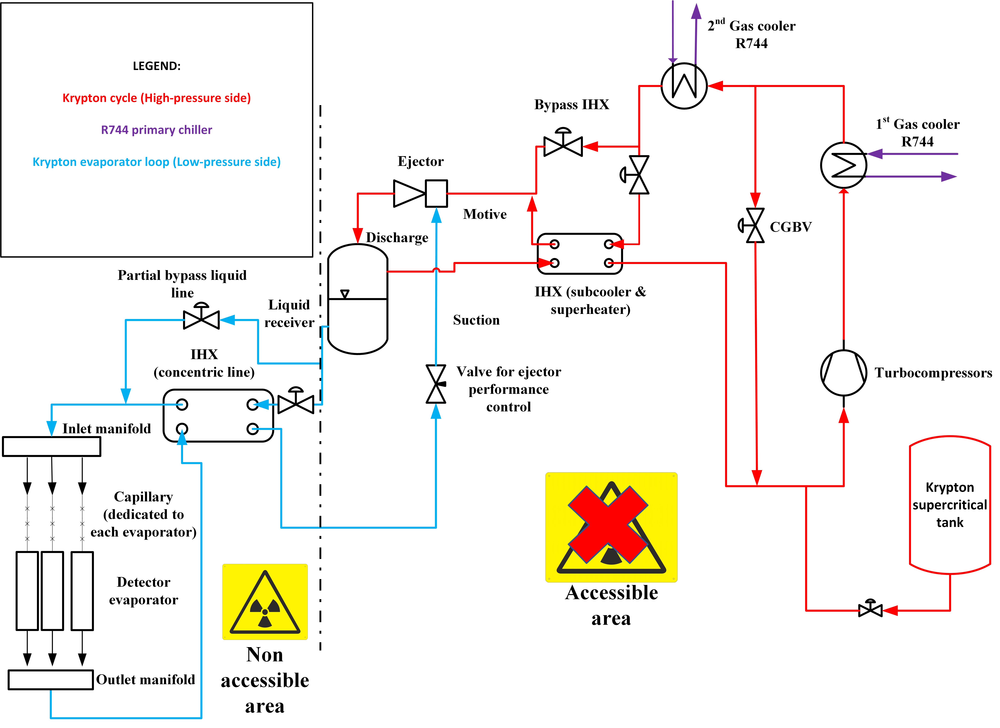 LEGEND:
Krypton cycle (High-pressure side)
R744 primary chiller
Krypton evaporator loop (Low-pressure side)
2nd Gas cooler
R744
Bypass IHX
1st Gas cooler
R744
Ejector
Motive
CGBV
Discharge
Partial bypass liquid
line
Liquid
receiver
IHX (subcooler &
superheater)
Suction
IHX
(concentric line)
Valve for ejector
performance
control
Turbocompressors
Inlet manifold
Capillary
(dedicated to
each evaporator)
Krypton
supercritical
tank
Detector
evaporator
Accessible
area
Non
accessible
area
Outlet manifold